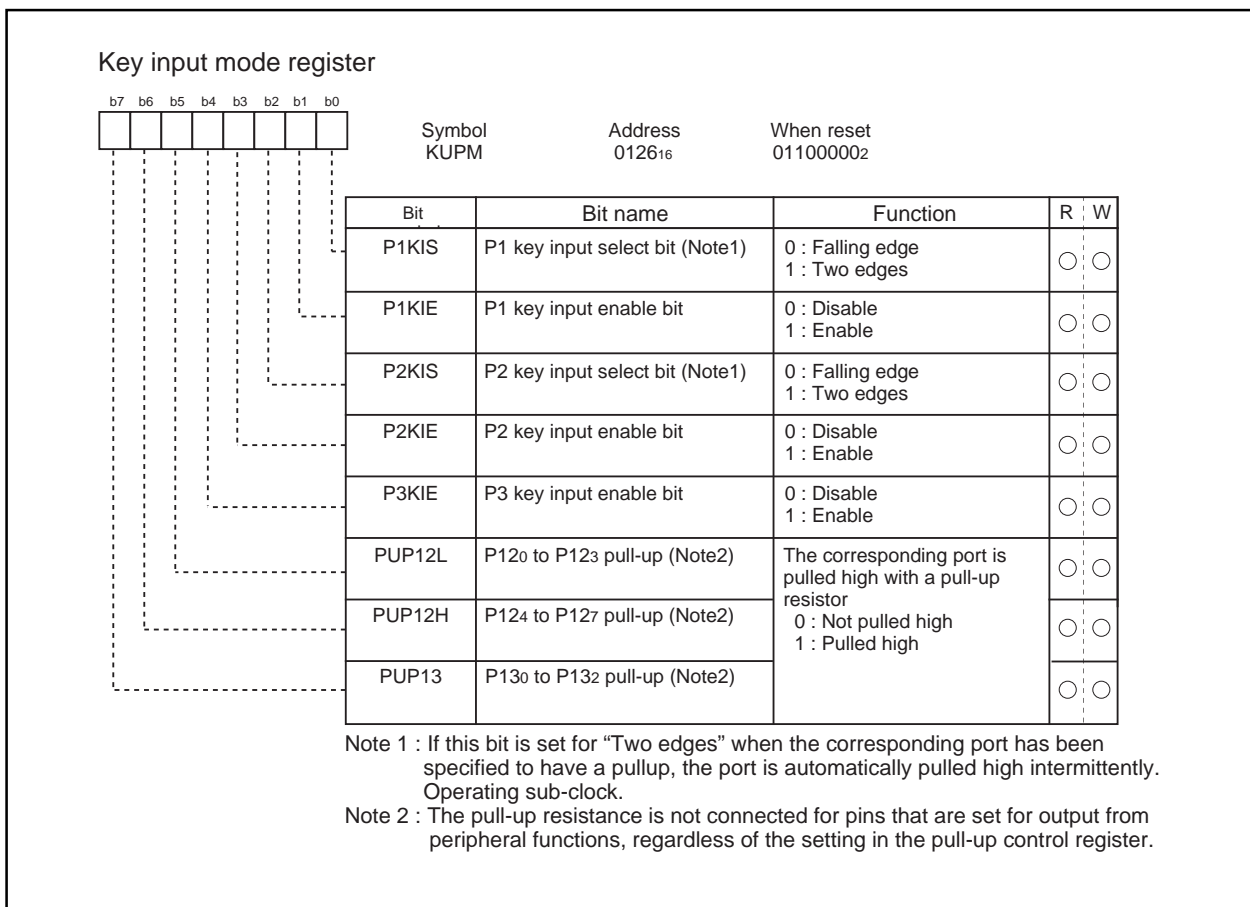 Key input mode register
b7 b6 b5 b4 b3 b2 b1 b0
Symbol Address When reset
KUPM 012616 011000002
Bit Bit name Function R W
P1KIS P1 key input select bit (Note1) 0 : Falling edge
1 : Two edges
P1KIE P1 key input enable bit 0 : Disable
1 : Enable
P2KIS P2 key input select bit (Note1) 0 : Falling edge
1 : Two edges
P2KIE P2 key input enable bit 0 : Disable
1 : Enable
P3KIE P3 key input enable bit 0 : Disable
1 : Enable
PUP12L P120 to P123 pull-up (Note2) The corresponding port is
pulled high with a pull-up
resistor
PUP12H P124 to P127 pull-up (Note2) 0 : Not pulled high
1 : Pulled high
PUP13 P130 to P132 pull-up (Note2)
Note 1 : If this bit is set for “Two edges” when the corresponding port has been
specified to have a pullup, the port is automatically pulled high intermittently.
Operating sub-clock.
Note 2 : The pull-up resistance is not connected for pins that are set for output from
peripheral functions, regardless of the setting in the pull-up control register.